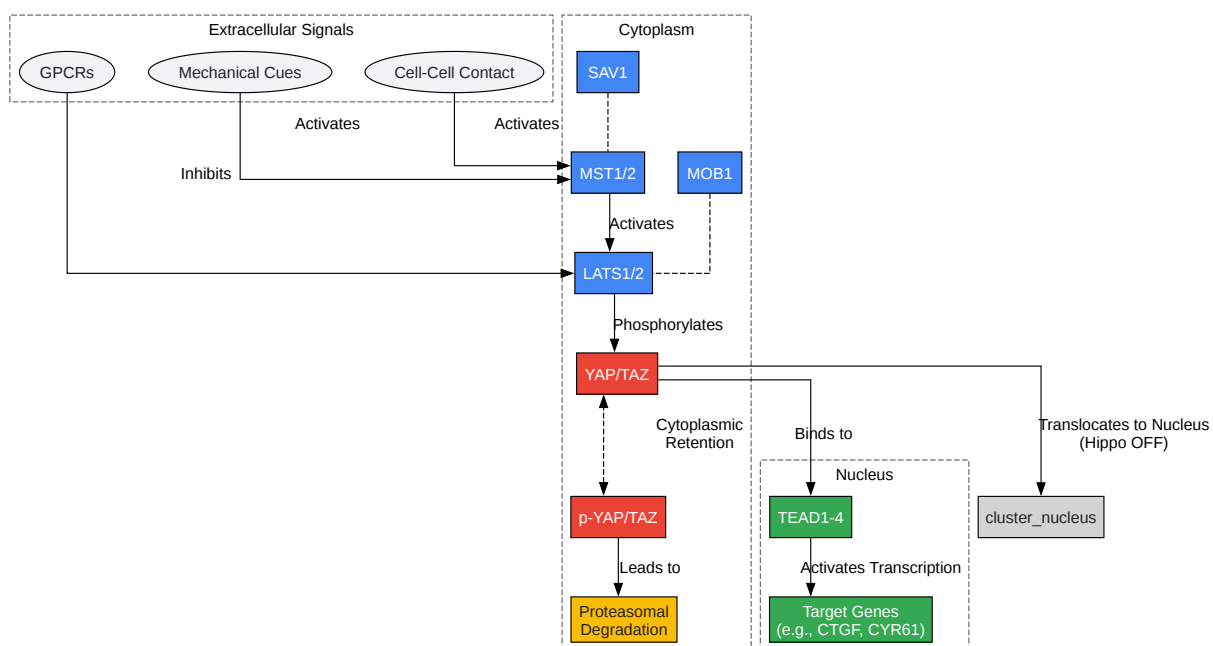 Extracellular Signals
Cytoplasm
GPCRs
Mechanical Cues
Cell-Cell Contact
SAV1
Activates
Activates
Inhibits
MST1/2
MOB1
Activates
LATS1/2
Phosphorylates
YAP/TAZ
Cytoplasmic
Retention
Binds to
Translocates to Nucleus
(Hippo OFF)
Nucleus
p-YAP/TAZ
TEAD1-4
cluster_nucleus
Leads to
Activates Transcription
Proteasomal
Degradation
Target Genes
(e.g., CTGF, CYR61)